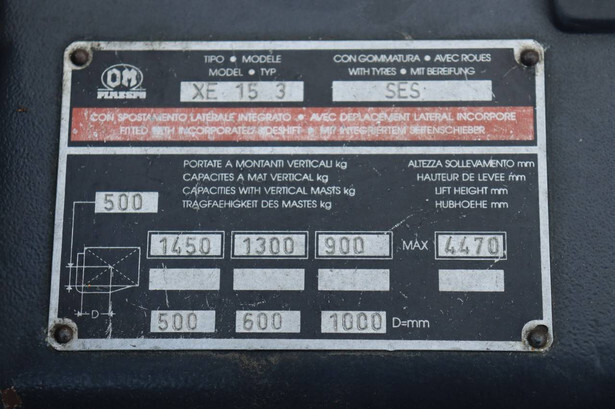 OM
TIPO • MODELE
MODEL • TYP
XE 15 3
CON GOMMATURA • AVEC ROUES
WITH TYRES • MIT BEREIFUNG
SES
CON SPOSTAMENTO LATERALE INTEGRATO • AVEC DEPLACEMENT LATERAL INCORPORE
FITTED WITH INCORPORATED SIDESHIFT • MIT INTEGRIERTEM SEITENSCHIEBER
PORTATE A MONTANTI VERTICALI kg
CAPACITES A MAT VERTICAL kg
CAPACITIES WITH VERTICAL MASTS kg
TRAGFAEHIGKEIT DES MASTES kg
ALTEZZA SOLLEVAMENTO mm
HAUTEUR DE LEVEE mm
LIFT HEIGHT mm
HUBHOEHE mm
500
1450 1300 900 MAX 4470
D
500 600 1000 D=mm